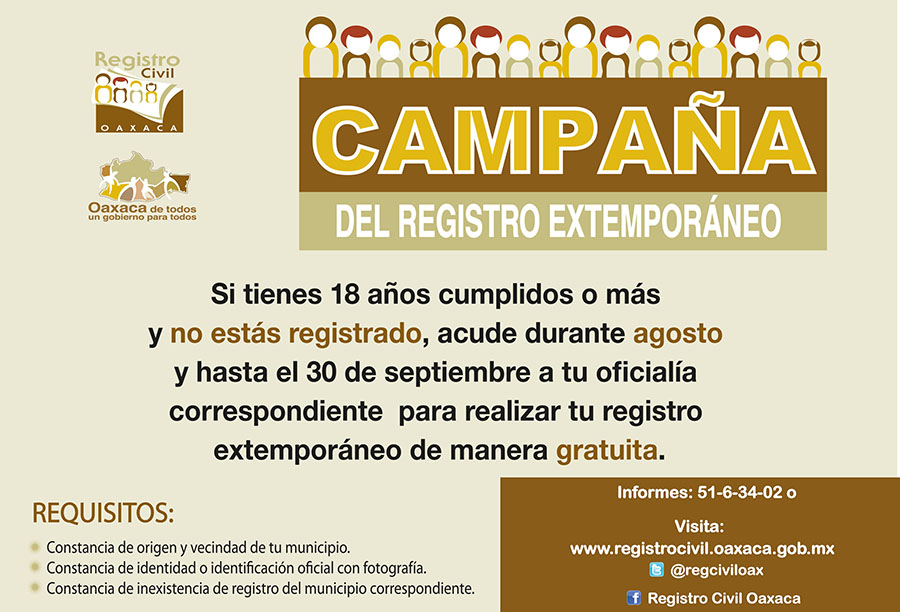 Registro
Civil
OAXACA
Oaxaca de todos
un gobierno para todos
CAMPAÑA
DEL REGISTRO EXTEMPORÁNEO
Si tienes 18 años cumplidos o más
y no estás registrado, acude durante agosto
y hasta el 30 de septiembre a tu oficialía
correspondiente para realizar tu registro
extemporáneo de manera gratuita.
REQUISITOS:
Constancia de origen y vecindad de tu municipio.
Constancia de identidad o identificación oficial con fotografía.
Constancia de inexistencia de registro del municipio correspondiente.
Informes: 51-6-34-02 o
Visita:
www.registrocivil.oaxaca.gob.mx
@regciviloax
Registro Civil Oaxaca